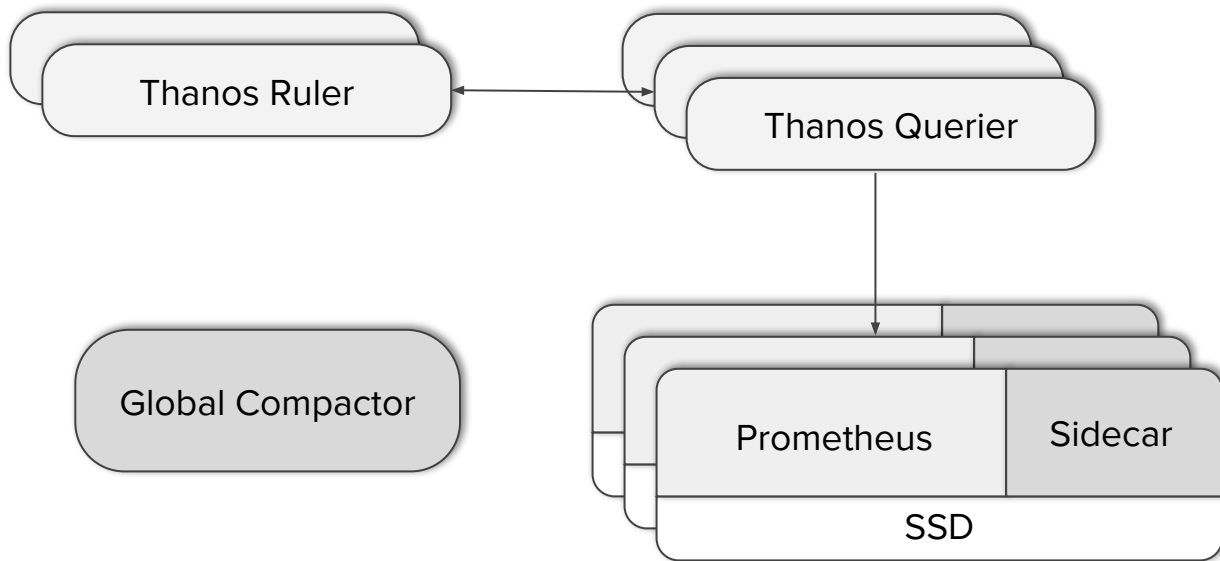 Thanos Ruler
Thanos Querier
Global Compactor
Prometheus
Sidecar
SSD